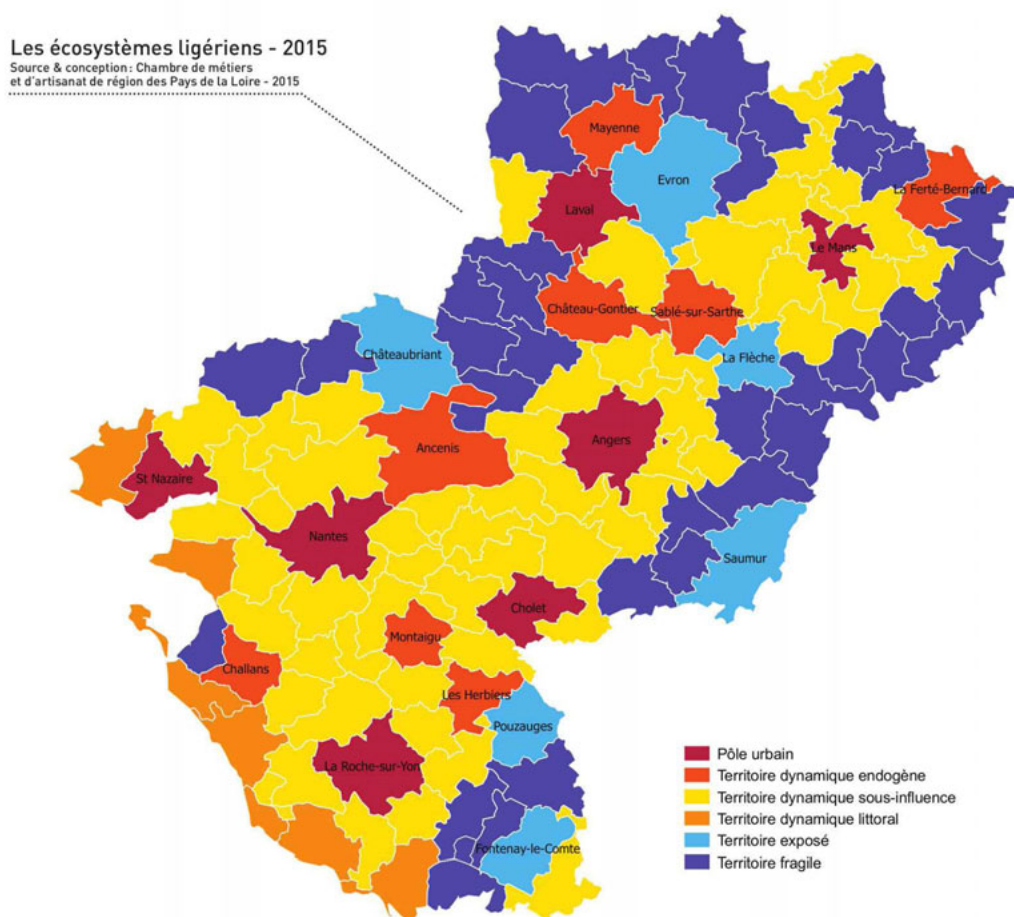 Les écosystèmes ligériens - 2015
Source & conception : Chambre de métiers
et d'artisanat de région des Pays de la Loire - 2015
Mayenne
Evron
La Ferté-Bernard
Laval
Le Mans
Château-Gontier
Sablé-sur-Sarthe
Châteaubriant
La Flèche
Angers
Ancenis
St Nazaire
Nantes
Saumur
Cholet
Montaigu
Challans
Les Herbiers
Pouzauges
La Roche-sur-Yon
Fontenay-le-Comte
Pôle urbain
Territoire dynamique endogène
Territoire dynamique sous-influence
Territoire dynamique littoral
Territoire exposé
Territoire fragile